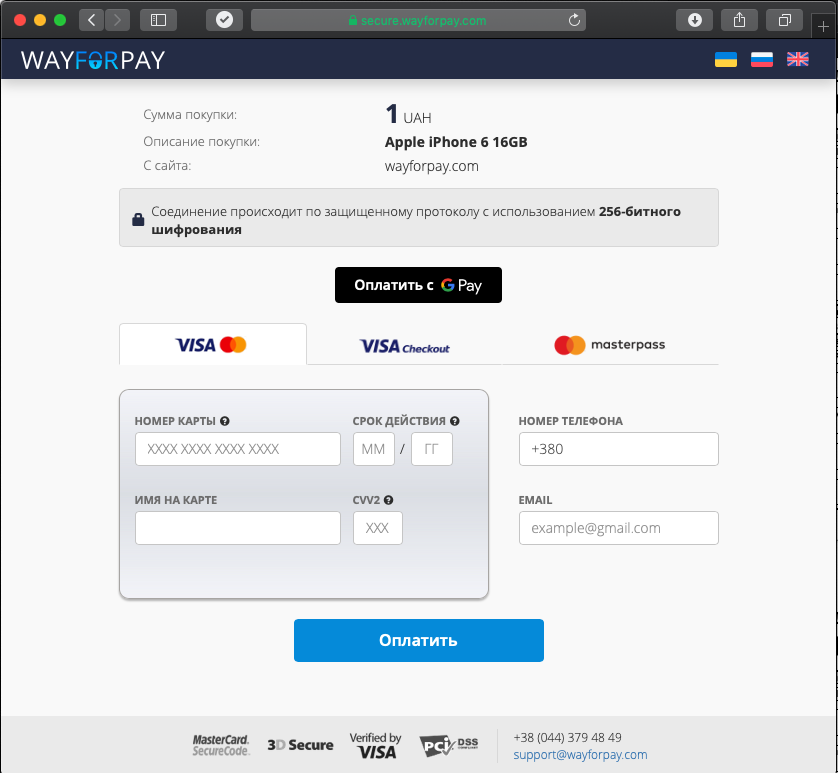 secure.wayforpay.com
WAYFORPAY
Сумма покупки: 1 UAH
Описание покупки: Apple iPhone 6 16GB
С сайта: wayforpay.com
Соединение происходит по защищенному протоколу с использованием 256-битного
шифрования
Оплатить с G Pay
VISA VISA Checkout masterpass
НОМЕР КАРТЫ ? СРОК ДЕЙСТВИЯ ? НОМЕР ТЕЛЕФОНА
XXXX XXXX XXXX XXXX ММ / ГГ +380
ИМЯ НА КАРТЕ CVV2 ? EMAIL
XXX example@gmail.com
Оплатить
MasterCard. SecureCode. 3D Secure Verified by VISA PCI DSS COMPLIANT
+38 (044) 379 48 49
support@wayforpay.com